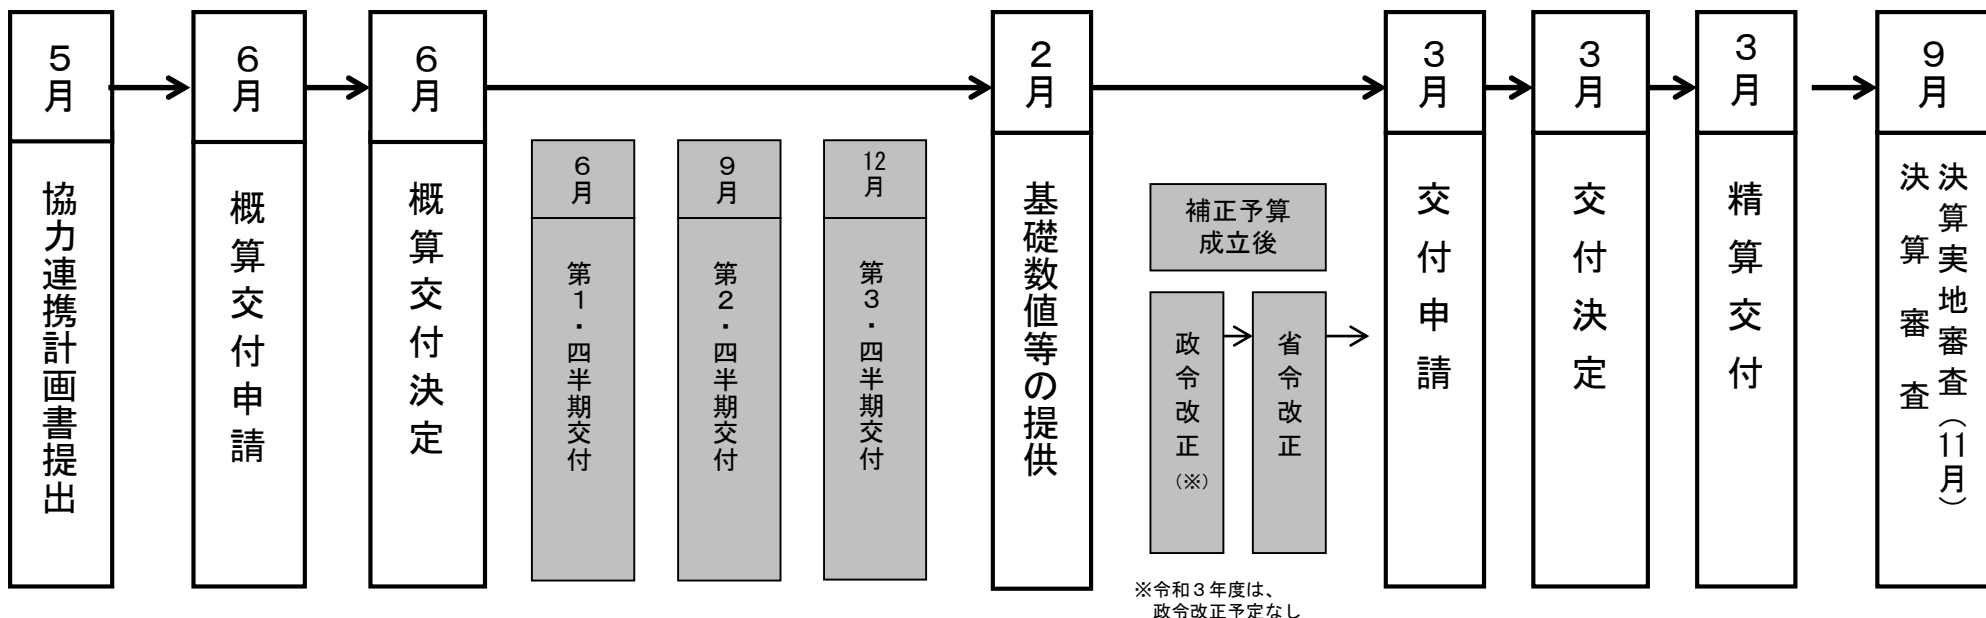 ５月
協力連携計画書提出
６月
概算交付申請
６月
概算交付決定
６月
第１・四半期交付
９月
第２・四半期交付
12月
第３・四半期交付
２月
基礎数値等の提供
補正予算
成立後
政令改正（※）
省令改正
※令和３年度は、
政令改正予定なし
３月
交付申請
３月
交付決定
３月
精算交付
９月
決算実地審査（11月）
決算審査